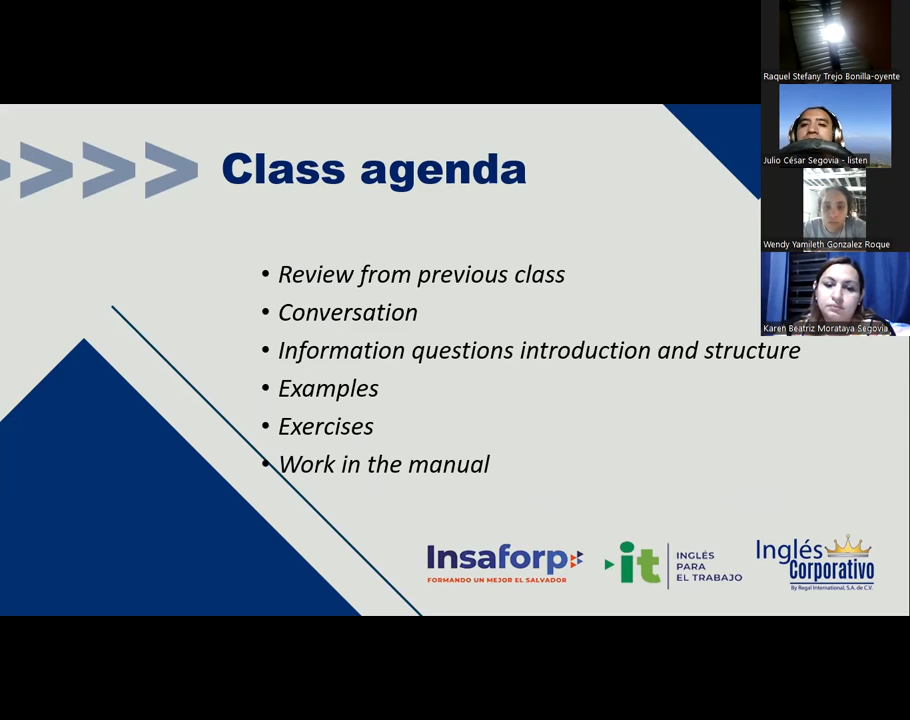 Raquel Stefany Trejo Bonilla-oyente
>>>> Class agenda
Julio César Segovia - listen
Wendy Yamileth Gonzalez Roque
• Review from previous class
• Conversation
Karen Beatriz Morataya Segovia
• Information questions introduction and structure
• Examples
• Exercises
• Work in the manual
Insaforp
FORMANDO UN MEJOR EL SALVADOR
it
INGLÉS
PARA
EL TRABAJO
Inglés
Corporativo
By Regal International, S.A. de C.V.